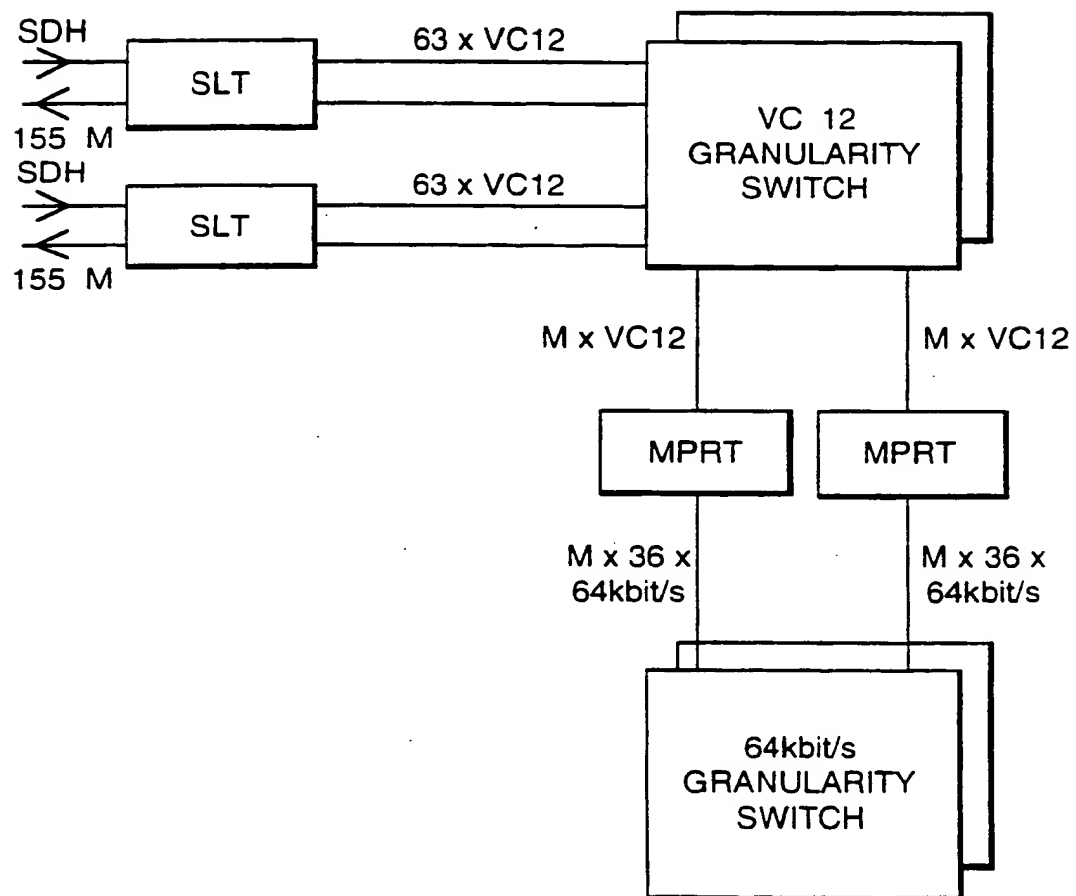 SDH
63 x VC12
SLT
155 M
SDH
63 x VC12
SLT
155 M
VC 12
GRANULARITY
SWITCH
M x VC12
M x VC12
MPRT
MPRT
M x 36 x
64kbit/s
M x 36 x
64kbit/s
64kbit/s
GRANULARITY
SWITCH